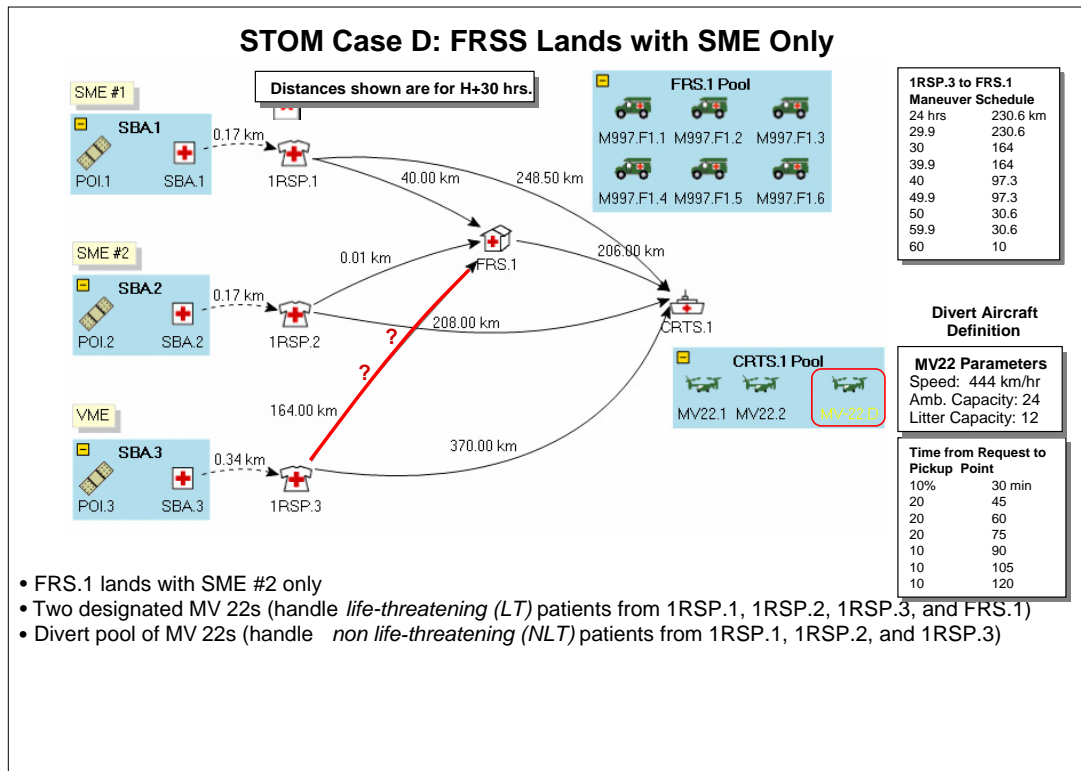 STOM Case D: FRSS Lands with SME Only
Distances shown are for H+30 hrs.
SME #1
SBA.1
POI.1
SBA.1
0.17 km
1RSP.1
40.00 km
248.50 km
FRS.1 Pool
M997.F1.1 M997.F1.2 M997.F1.3
M997.F1.4 M997.F1.5 M997.F1.6
1RSP.3 to FRS.1
Maneuver Schedule
24 hrs 230.6 km
29.9 230.6
30 164
39.9 164
40 97.3
49.9 97.3
50 30.6
59.9 30.6
60 10
SME #2
SBA.2
POI.2
SBA.2
0.17 km
1RSP.2
0.01 km
FRS.1
206.00 km
208.00 km
CRTS.1
?
?
164.00 km
CRTS.1 Pool
MV22.1 MV22.2 MV-22.D
VME
SBA.3
POI.3
SBA.3
0.34 km
1RSP.3
370.00 km
Divert Aircraft
Definition
MV22 Parameters
Speed: 444 km/hr
Amb. Capacity: 24
Litter Capacity: 12
Time from Request to
Pickup Point
10% 30 min
20 45
20 60
20 75
10 90
10 105
10 120
• FRS.1 lands with SME #2 only
• Two designated MV 22s (handle life-threatening (LT) patients from 1RSP.1, 1RSP.2, 1RSP.3, and FRS.1)
• Divert pool of MV 22s (handle non life-threatening (NLT) patients from 1RSP.1, 1RSP.2, and 1RSP.3)